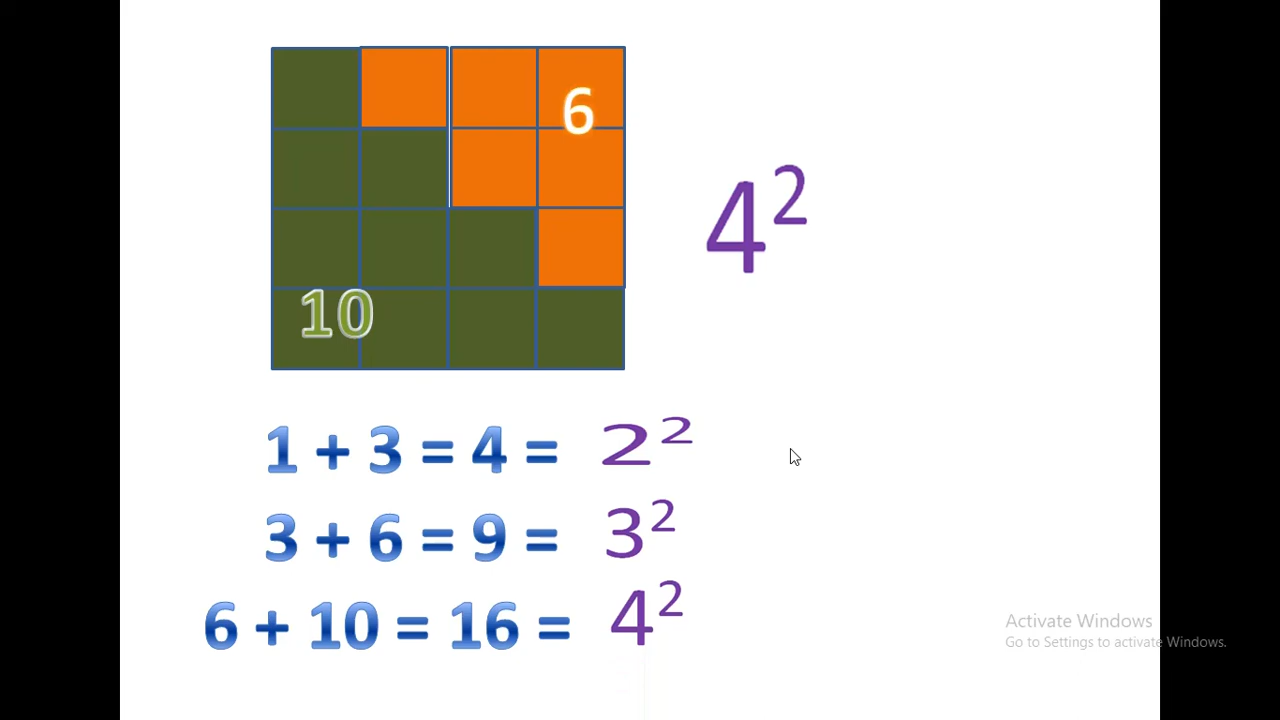 6
4²
10
1 + 3 = 4 = 2²
3 + 6 = 9 = 3²
6 + 10 = 16 = 4²
Activate Windows
Go to Settings to activate Windows.